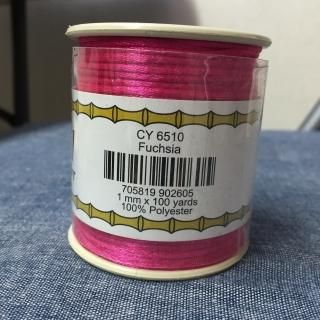 CY 6510
Fuchsia
705819 902605
1 mm x 100 yards
100% Polyester